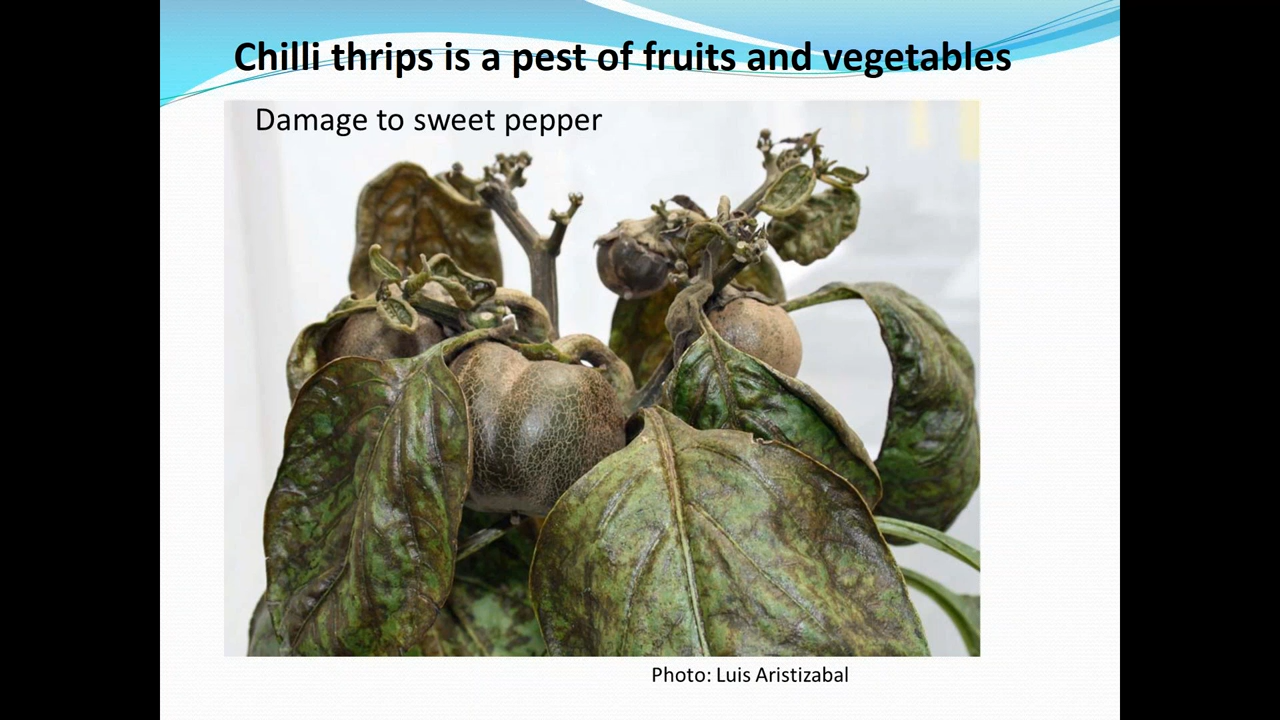 Chilli thrips is a pest of fruits and vegetables
Damage to sweet pepper
Photo: Luis Aristizabal